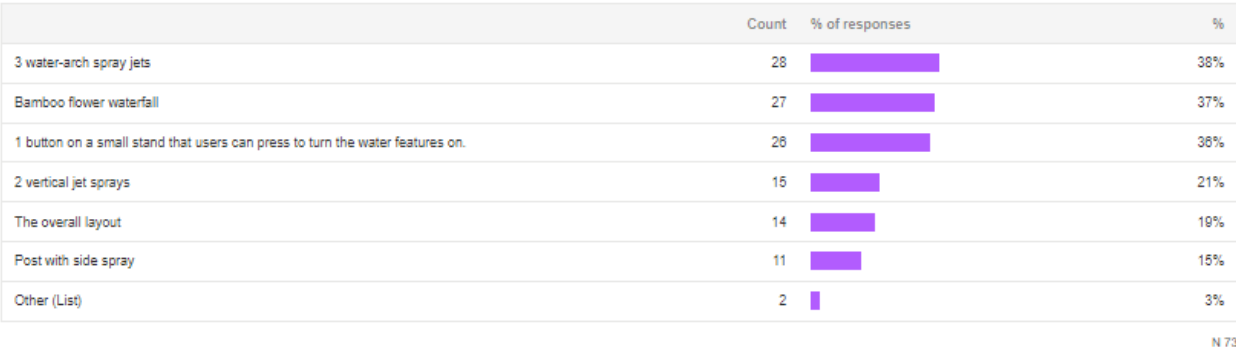 Count % of responses %
3 water-arch spray jets 28 38%
Bamboo flower waterfall 27 37%
1 button on a small stand that users can press to turn the water features on. 26 36%
2 vertical jet sprays 15 21%
The overall layout 14 19%
Post with side spray 11 15%
Other (List) 2 3%
N 73